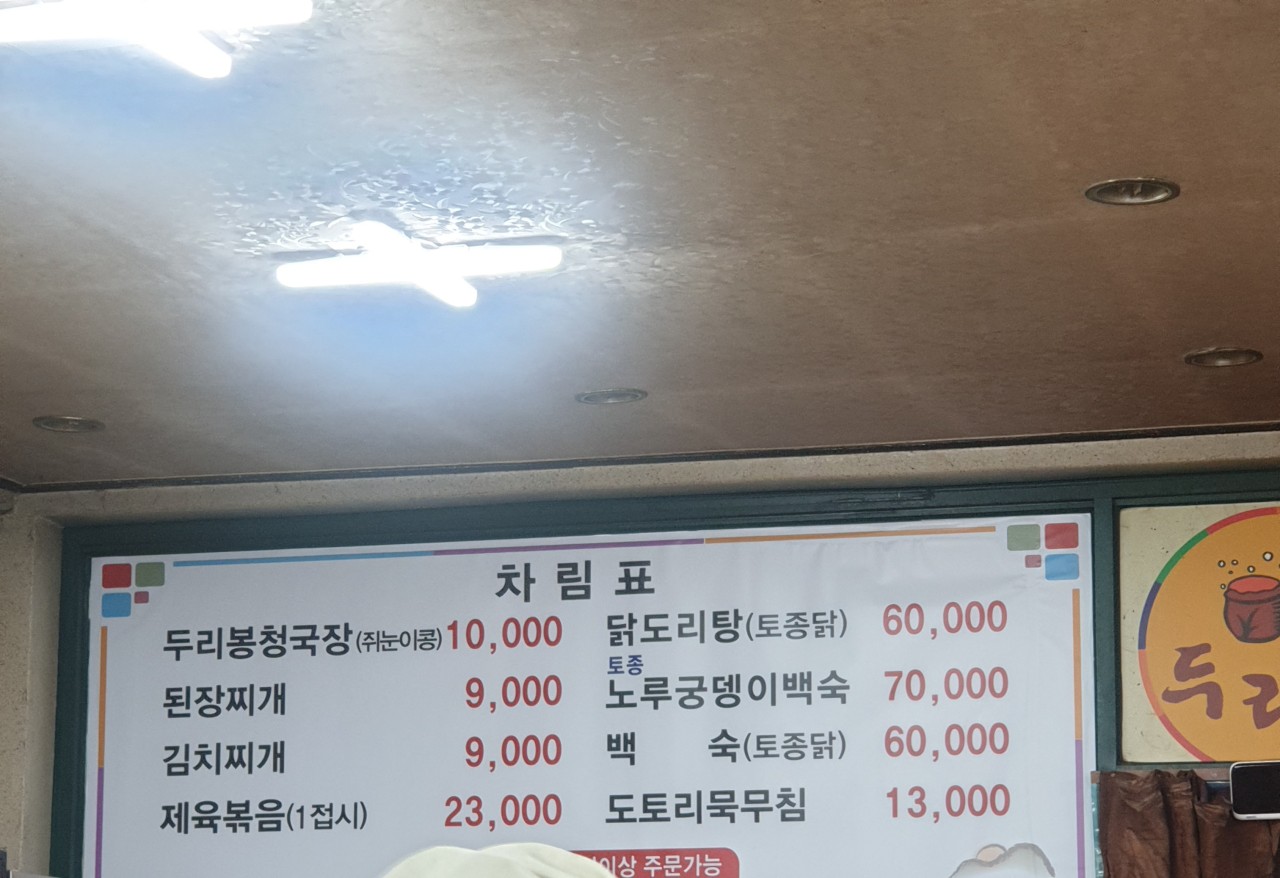 차림표
두리봉청국장(쥐눈이콩) 10,000
된장찌개 9,000
김치찌개 9,000
제육볶음(1접시) 23,000
닭도리탕(토종닭) 60,000
토종
노루궁뎅이백숙 70,000
백 숙(토종닭) 60,000
도토리묵무침 13,000
이상 주문가능
두리